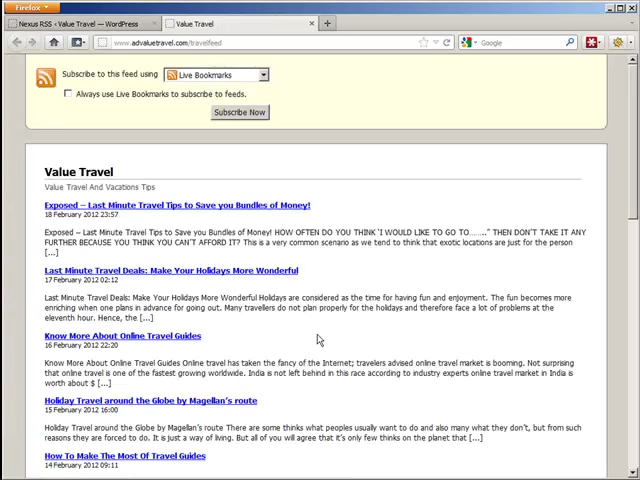 Firefox
Nexus RSS ‹ Value Travel — WordPress
Value Travel
www.advaluetravel.com/travelfeed
Google
Subscribe to this feed using
Live Bookmarks
Always use Live Bookmarks to subscribe to feeds.
Subscribe Now
Value Travel
Value Travel And Vacations Tips
Exposed – Last Minute Travel Tips to Save you Bundles of Money!
18 February 2012 23:57
Exposed – Last Minute Travel Tips to Save you Bundles of Money! HOW OFTEN DO YOU THINK 'I WOULD LIKE TO GO TO........" THEN DON'T TAKE IT ANY
FURTHER BECAUSE YOU THINK YOU CAN'T AFFORD IT? This is a very common scenario as we tend to think that exotic locations are just for the person
[...]
Last Minute Travel Deals: Make Your Holidays More Wonderful
17 February 2012 02:12
Last Minute Travel Deals: Make Your Holidays More Wonderful Holidays are considered as the time for having fun and enjoyment. The fun becomes more
enriching when one plans in advance for going out. Many travellers do not plan properly for the holidays and therefore face a lot of problems at the
eleventh hour. Hence, the [...]
Know More About Online Travel Guides
16 February 2012 22:20
Know More About Online Travel Guides Online travel has taken the fancy of the Internet; travelers advised online travel market is booming. Not surprising
that online travel is one of the fastest growing worldwide. India is not left behind in this race according to industry experts online travel market in India is
worth about $ [...]
Holiday Travel around the Globe by Magellan's route
15 February 2012 16:00
Holiday Travel around the Globe by Magellan's route There are some things what peoples usually want to do and also many what they don't, but from such
reasons they are forced to do. It is just a way of living. But all of you will agree that it's only few things on the planet that [...]
How To Make The Most Of Travel Guides
14 February 2012 09:11